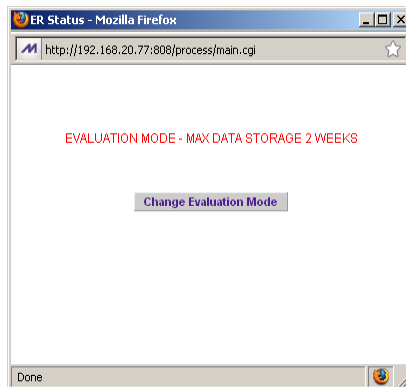 ER Status - Mozilla Firefox
http://192.168.20.77:808/process/main.cgi
EVALUATION MODE - MAX DATA STORAGE 2 WEEKS
Change Evaluation Mode
Done